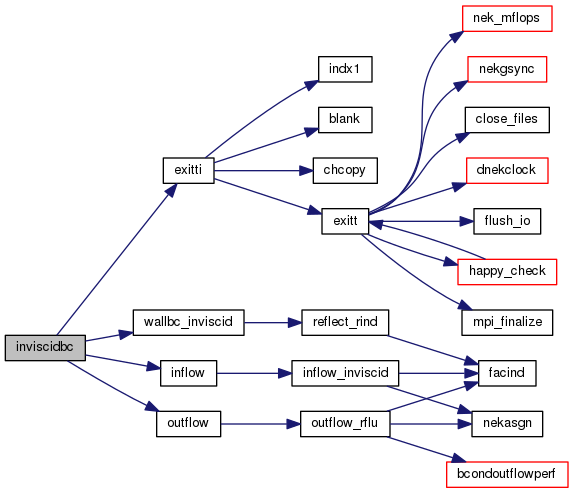 nek_mflops
indx1
nekgsync
blank
close_files
exitti
chcopy
dnekclock
exitt
flush_io
happy_check
wallbc_inviscid
reflect_rind
mpi_finalize
inviscidbc
inflow
inflow_inviscid
facind
outflow
outflow_rflu
nekasgn
bcondoutflowperf